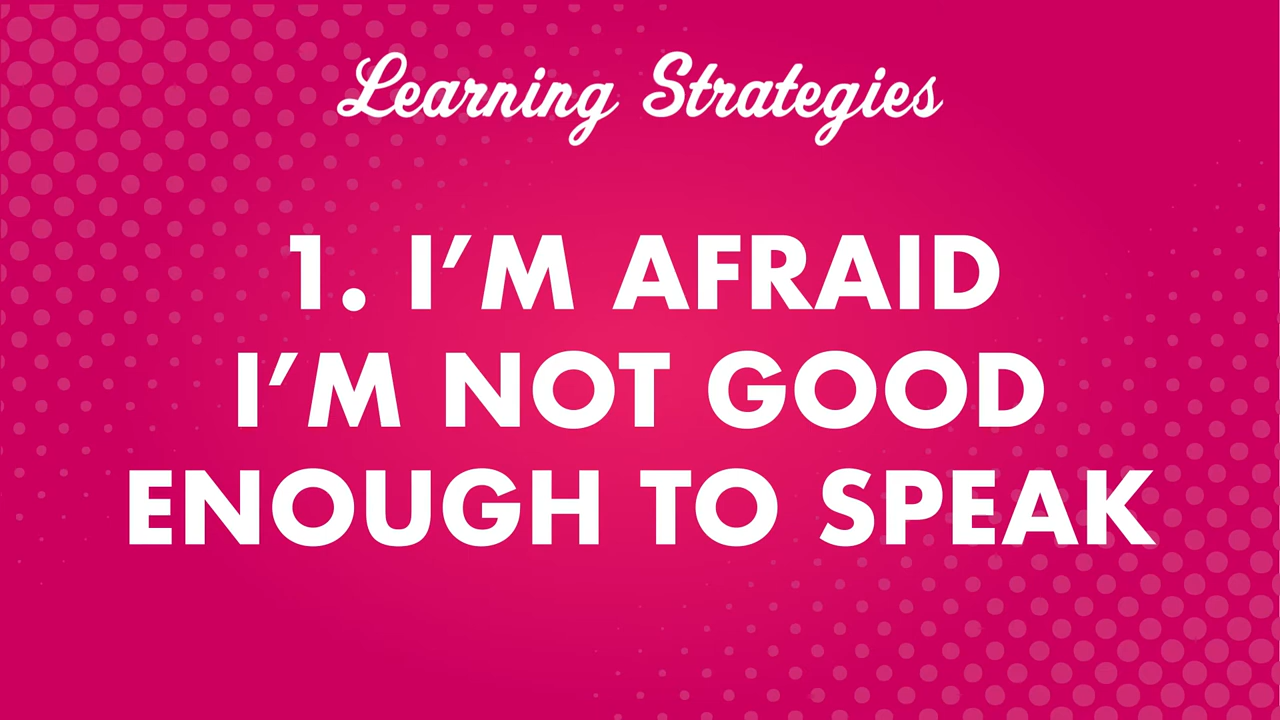 Learning Strategies
1. I’M AFRAID
I’M NOT GOOD
ENOUGH TO SPEAK